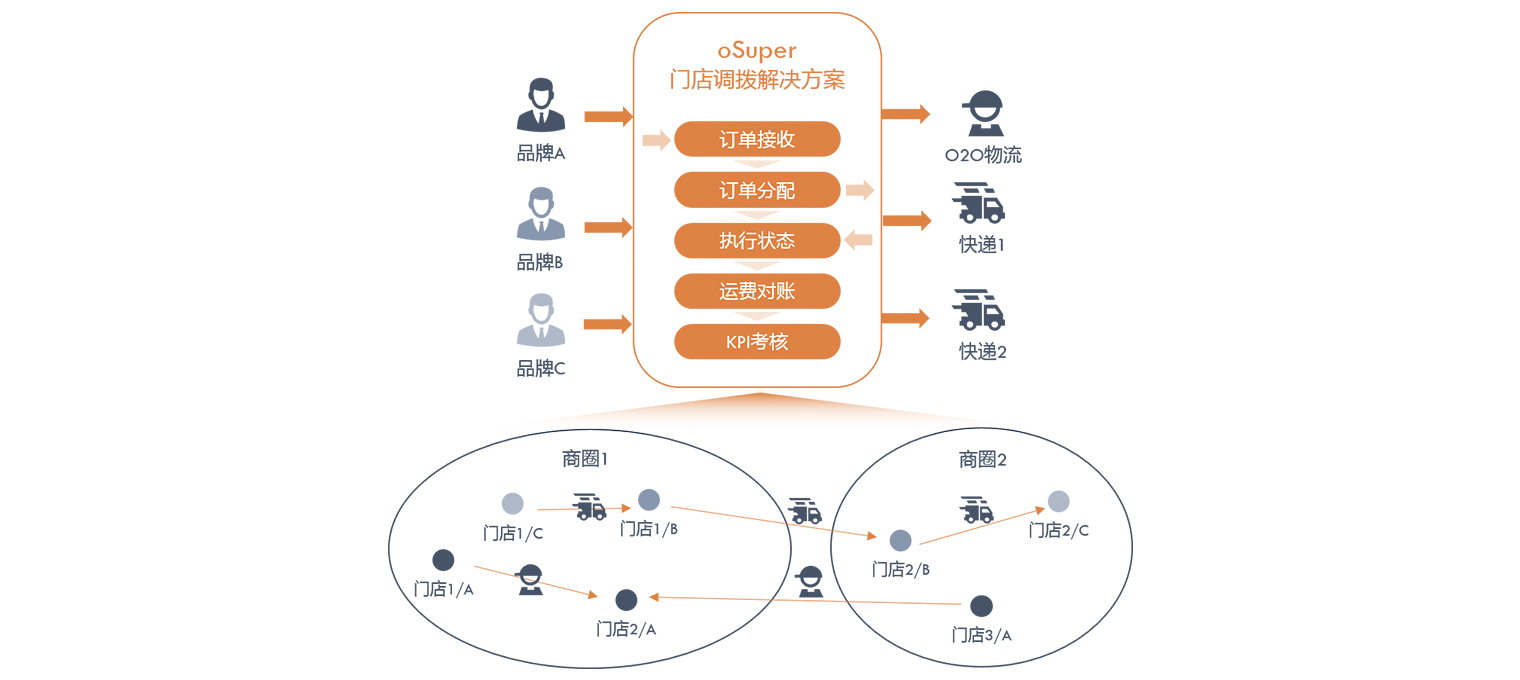 oSuper
门店调拨解决方案
品牌A
品牌B
品牌C
订单接收
订单分配
执行状态
运费对账
KPI考核
O2O物流
快递1
快递2
商圈1
门店1/C
门店1/B
门店1/A
门店2/A
商圈2
门店2/C
门店2/B
门店3/A